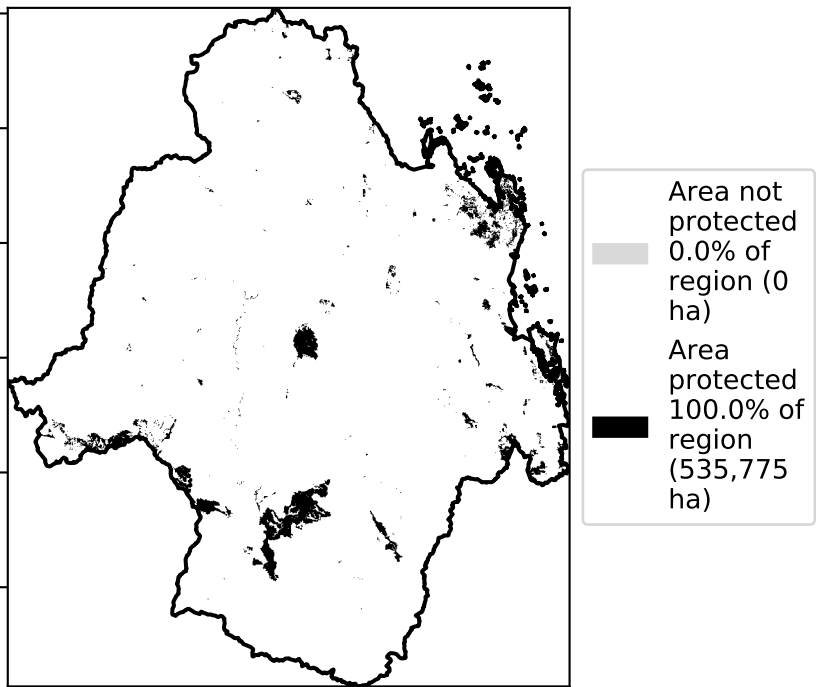 Area not
protected
0.0% of
region (0
ha)
Area
protected
100.0% of
region
(535,775
ha)